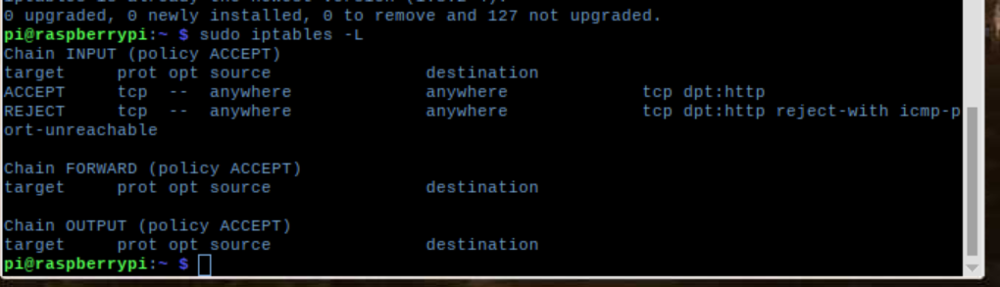 0 upgraded, 0 newly installed, 0 to remove and 127 not upgraded.
pi@raspberrypi:~ $ sudo iptables -L
Chain INPUT (policy ACCEPT)
target     prot opt source               destination
ACCEPT     tcp  --  anywhere             anywhere             tcp dpt:http
REJECT     tcp  --  anywhere             anywhere             tcp dpt:http reject-with icmp-p
ort-unreachable
Chain FORWARD (policy ACCEPT)
target     prot opt source               destination
Chain OUTPUT (policy ACCEPT)
target     prot opt source               destination
pi@raspberrypi:~ $